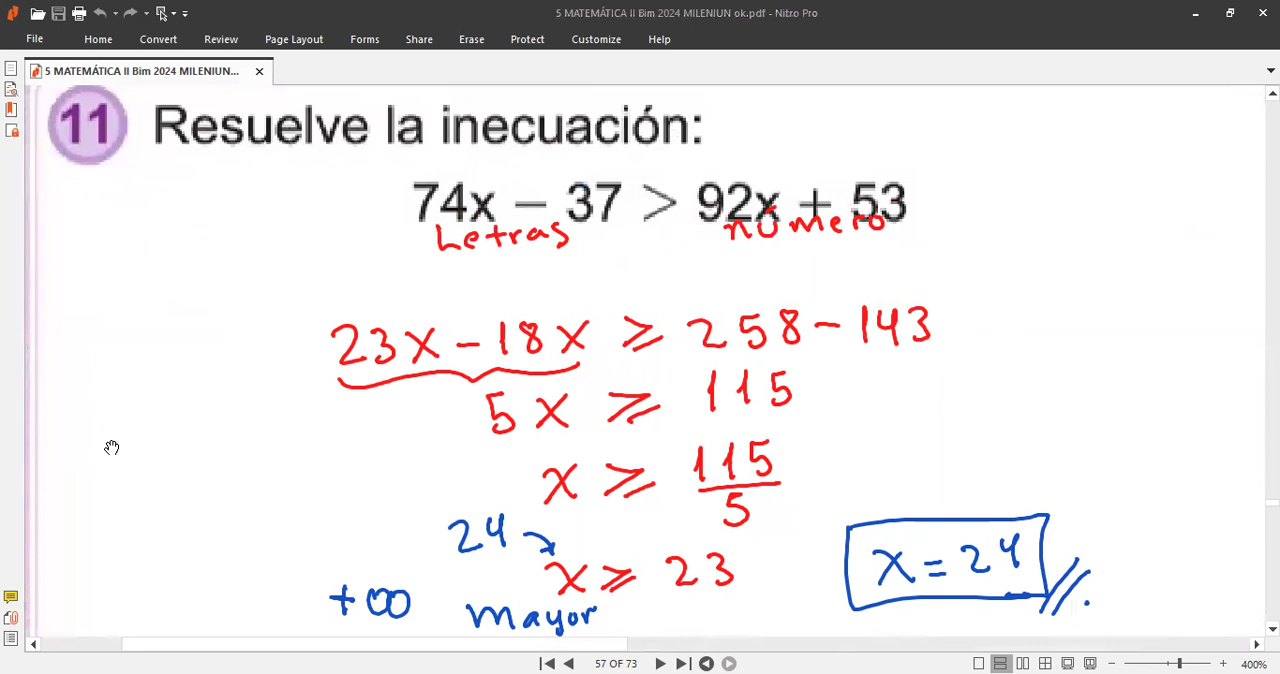 5 MATEMÁTICA II Bim 2024 MILENIUN ok.pdf - Nitro Pro
File Home Convert Review Page Layout Forms Share Erase Protect Customize Help
5 MATEMÁTICA II Bim 2024 MILENIUN... ×
11 Resuelve la inecuación:
74x − 37 > 92x + 53
Letras número
23x − 18x ≥ 258 − 143
5x ≥ 115
x ≥ 115/5
24
x ≥ 23
x = 24 //.
+∞ mayor
57 OF 73
400%